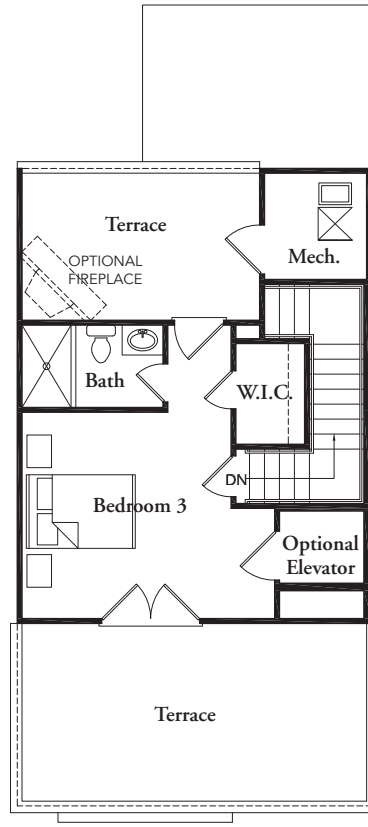 Terrace
OPTIONAL
FIREPLACE
Mech.
Bath
W.I.C.
DN
Bedroom 3
Optional
Elevator
Terrace